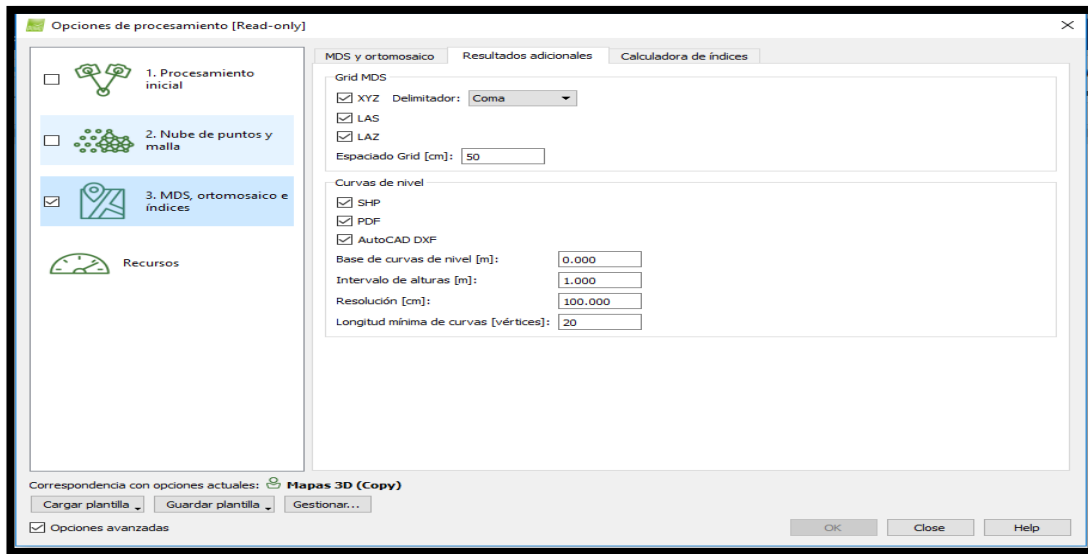 Opciones de procesamiento [Read-only]
1. Procesamiento
inicial
2. Nube de puntos y
malla
3. MDS, ortomosaico e
índices
Recursos
MDS y ortomosaico
Resultados adicionales
Calculadora de índices
Grid MDS
XYZ Delimitador: Coma
LAS
LAZ
Espaciado Grid [cm]: 50
Curvas de nivel
SHP
PDF
AutoCAD DXF
Base de curvas de nivel [m]: 0.000
Intervalo de alturas [m]: 1.000
Resolución [cm]: 100.000
Longitud mínima de curvas [vértices]: 20
Correspondencia con opciones actuales: Mapas 3D (Copy)
Cargar plantilla Guardar plantilla Gestionar...
Opciones avanzadas
OK Close Help